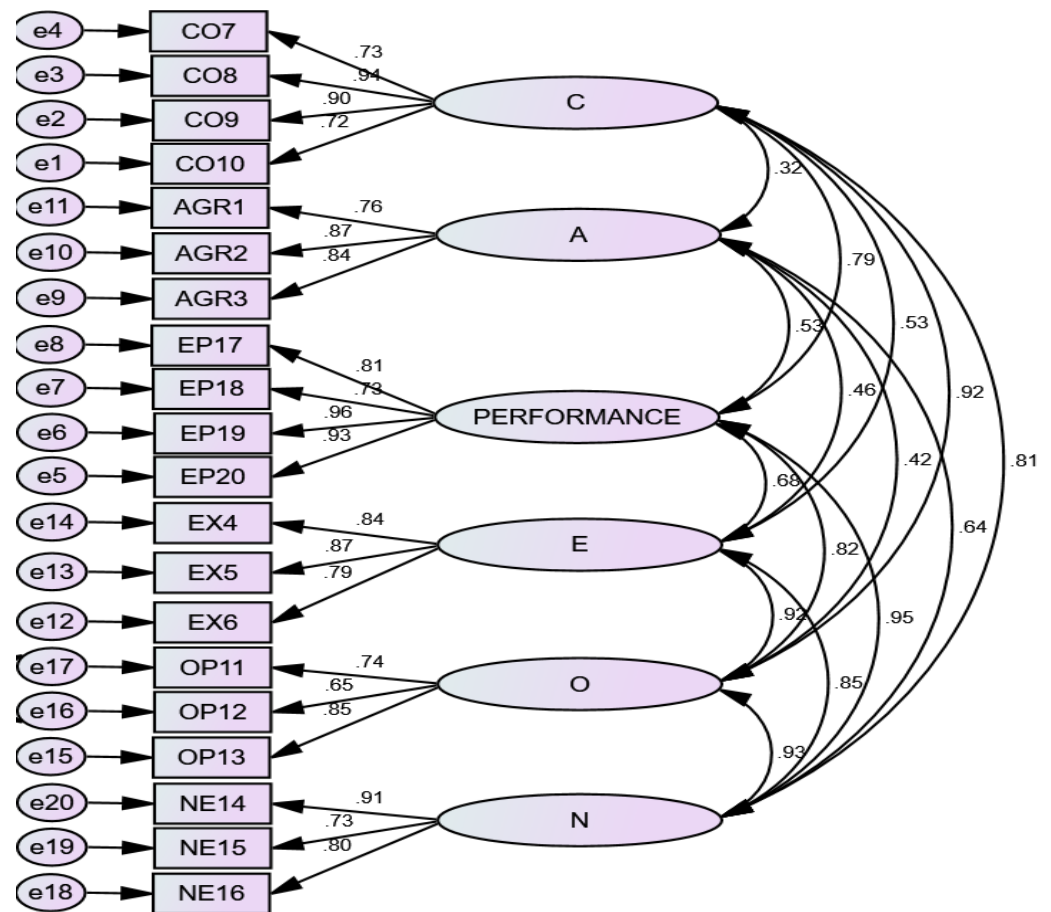 e4 CO7
.73
e3 CO8
.94
C
e2 CO9
.90
.72
e1 CO10
.32
e11 AGR1
.76
A
e10 AGR2
.87
.84
.79
e9 AGR3
.53
.53
e8 EP17
.81
e7 EP18
.73
.46
.92
PERFORMANCE
e6 EP19
.96
.93
.42
.81
e5 EP20
.68
e14 EX4
.84
.64
E
.82
e13 EX5
.87
.79
e12 EX6
.92
.95
e17 OP11
.74
O
.85
e16 OP12
.65
.85
e15 OP13
.93
e20 NE14
.91
N
e19 NE15
.73
.80
e18 NE16